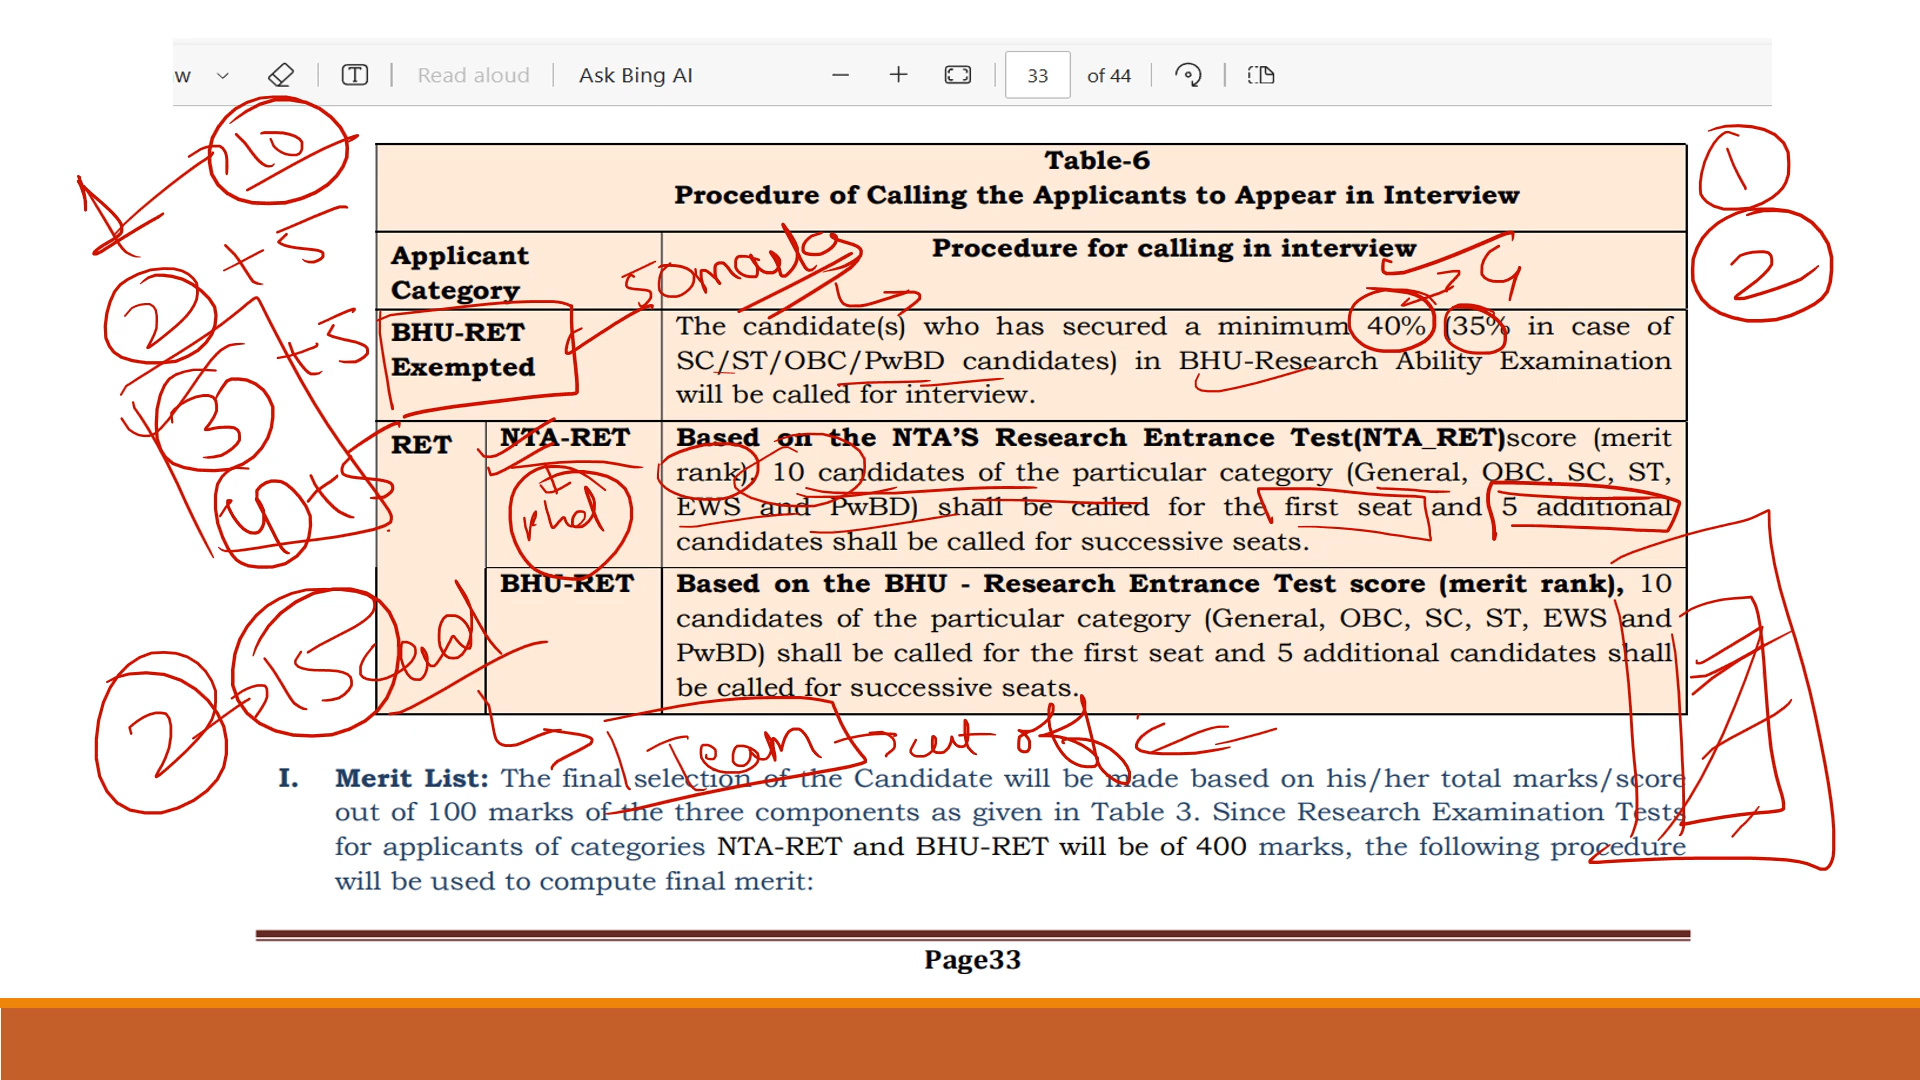 w Read aloud Ask Bing AI 33 of 44
Table-6
Procedure of Calling the Applicants to Appear in Interview
Applicant Category
Procedure for calling in interview
BHU-RET Exempted
The candidate(s) who has secured a minimum 40% (35% in case of
SC/ST/OBC/PwBD candidates) in BHU-Research Ability Examination
will be called for interview.
RET
NTA-RET
Based on the NTA'S Research Entrance Test(NTA_RET)score (merit
rank), 10 candidates of the particular category (General, OBC, SC, ST,
EWS and PwBD) shall be called for the first seat and 5 additional
candidates shall be called for successive seats.
BHU-RET
Based on the BHU - Research Entrance Test score (merit rank), 10
candidates of the particular category (General, OBC, SC, ST, EWS and
PwBD) shall be called for the first seat and 5 additional candidates shall
be called for successive seats.
I. Merit List: The final selection of the Candidate will be made based on his/her total marks/score
out of 100 marks of the three components as given in Table 3. Since Research Examination Tests
for applicants of categories NTA-RET and BHU-RET will be of 400 marks, the following procedure
will be used to compute final merit:
Page33
10
+5
2
+5
3
4+5
50 marks
1
2
phd
2
15 cand
Team cut off